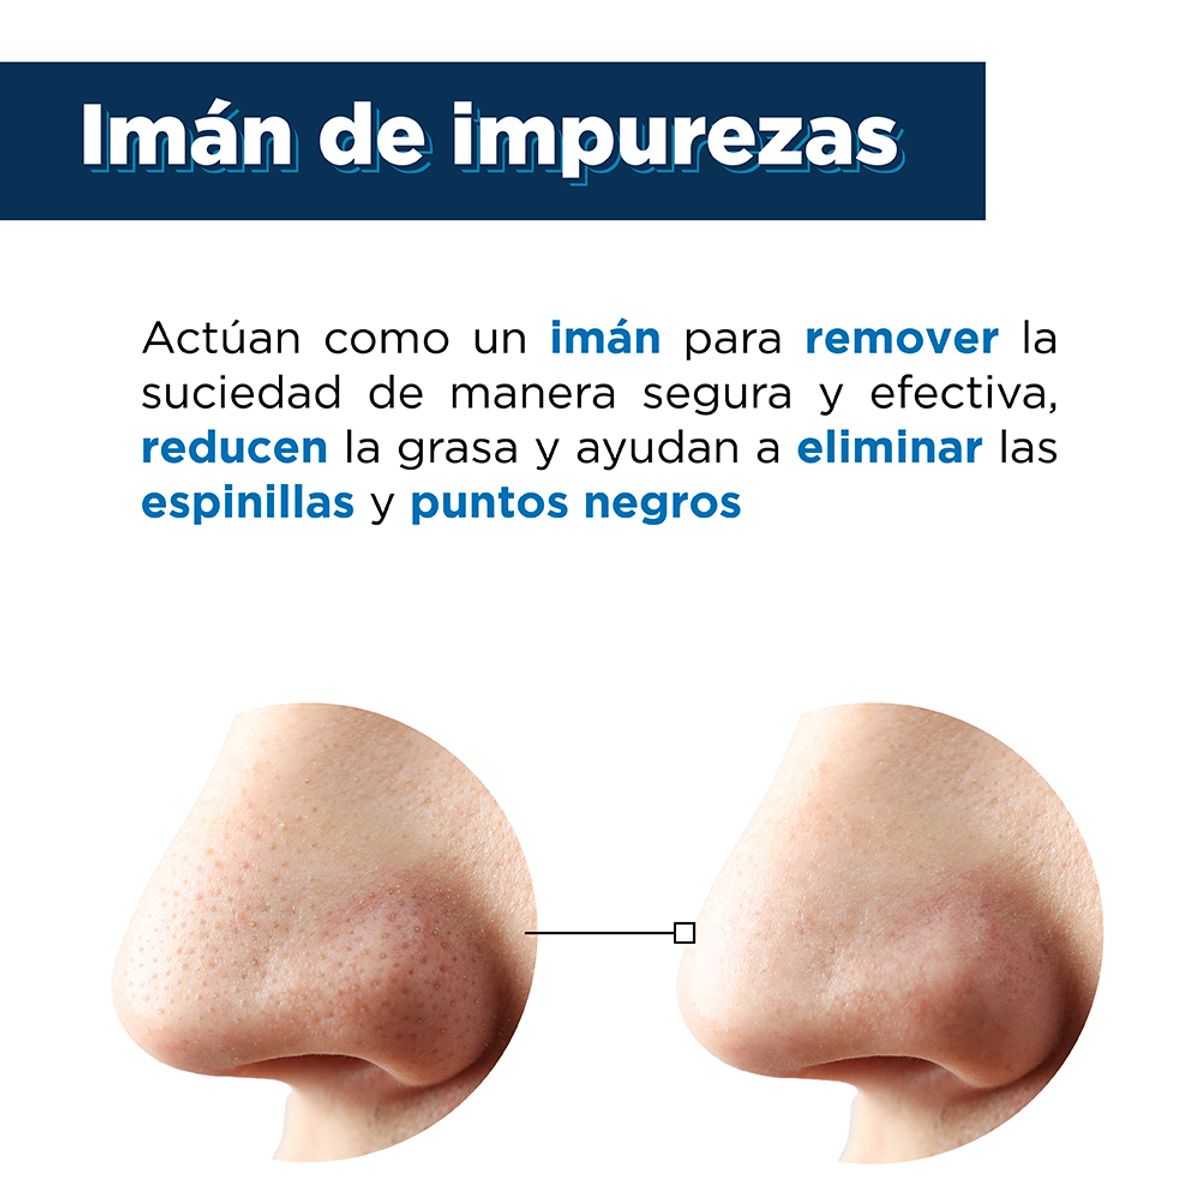 Imán de impurezas
Actúan como un imán para remover la
suciedad de manera segura y efectiva,
reducen la grasa y ayudan a eliminar las
espinillas y puntos negros